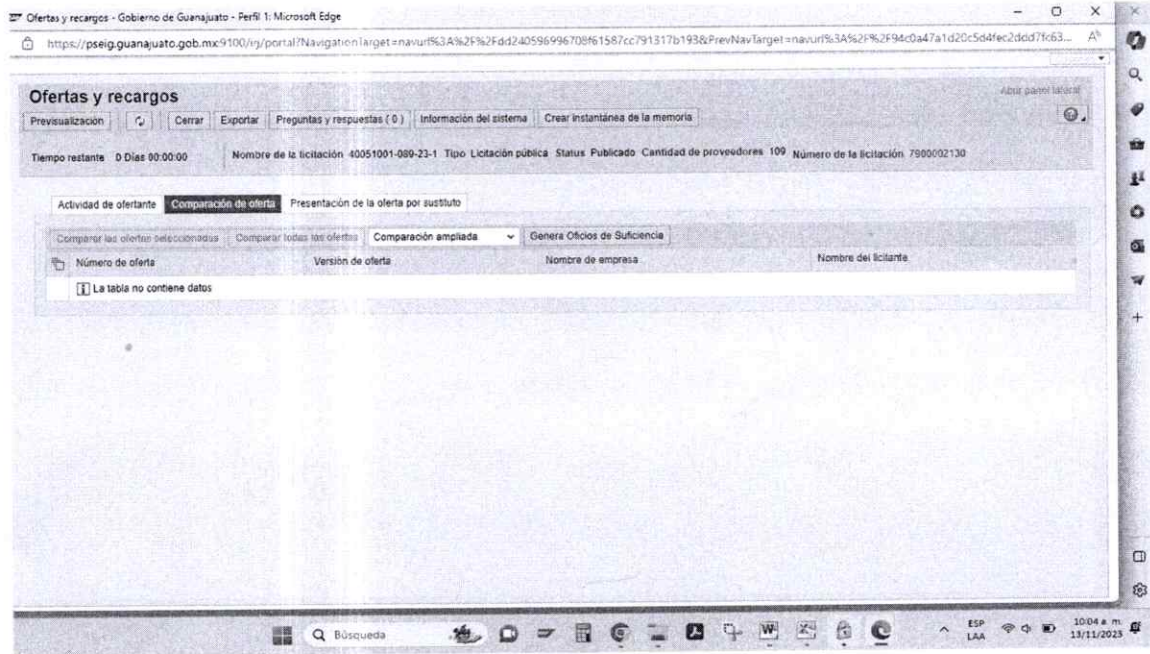 Ofertas y recargos - Gobierno de Guanajuato - Perfil 1: Microsoft Edge
Ofertas y recargos
Abrir panel lateral
Previsualización Cerrar Exportar Preguntas y respuestas ( 0 ) Información del sistema Crear instantánea de la memoria
Tiempo restante 0 Días 00:00:00 Nombre de la licitación 40051001-089-23-1 Tipo Licitación pública Status Publicado Cantidad de proveedores 109 Número de la licitación 7900002130
Actividad de ofertante Comparación de oferta Presentación de la oferta por sustituto
Comparar las ofertas seleccionadas Comparar todas las ofertas Comparación ampliada Genera Oficios de Suficiencia
Número de oferta Versión de oferta Nombre de empresa Nombre del licitante
La tabla no contiene datos
Búsqueda
ESP 10:04 a. m.
LAA 13/11/2023